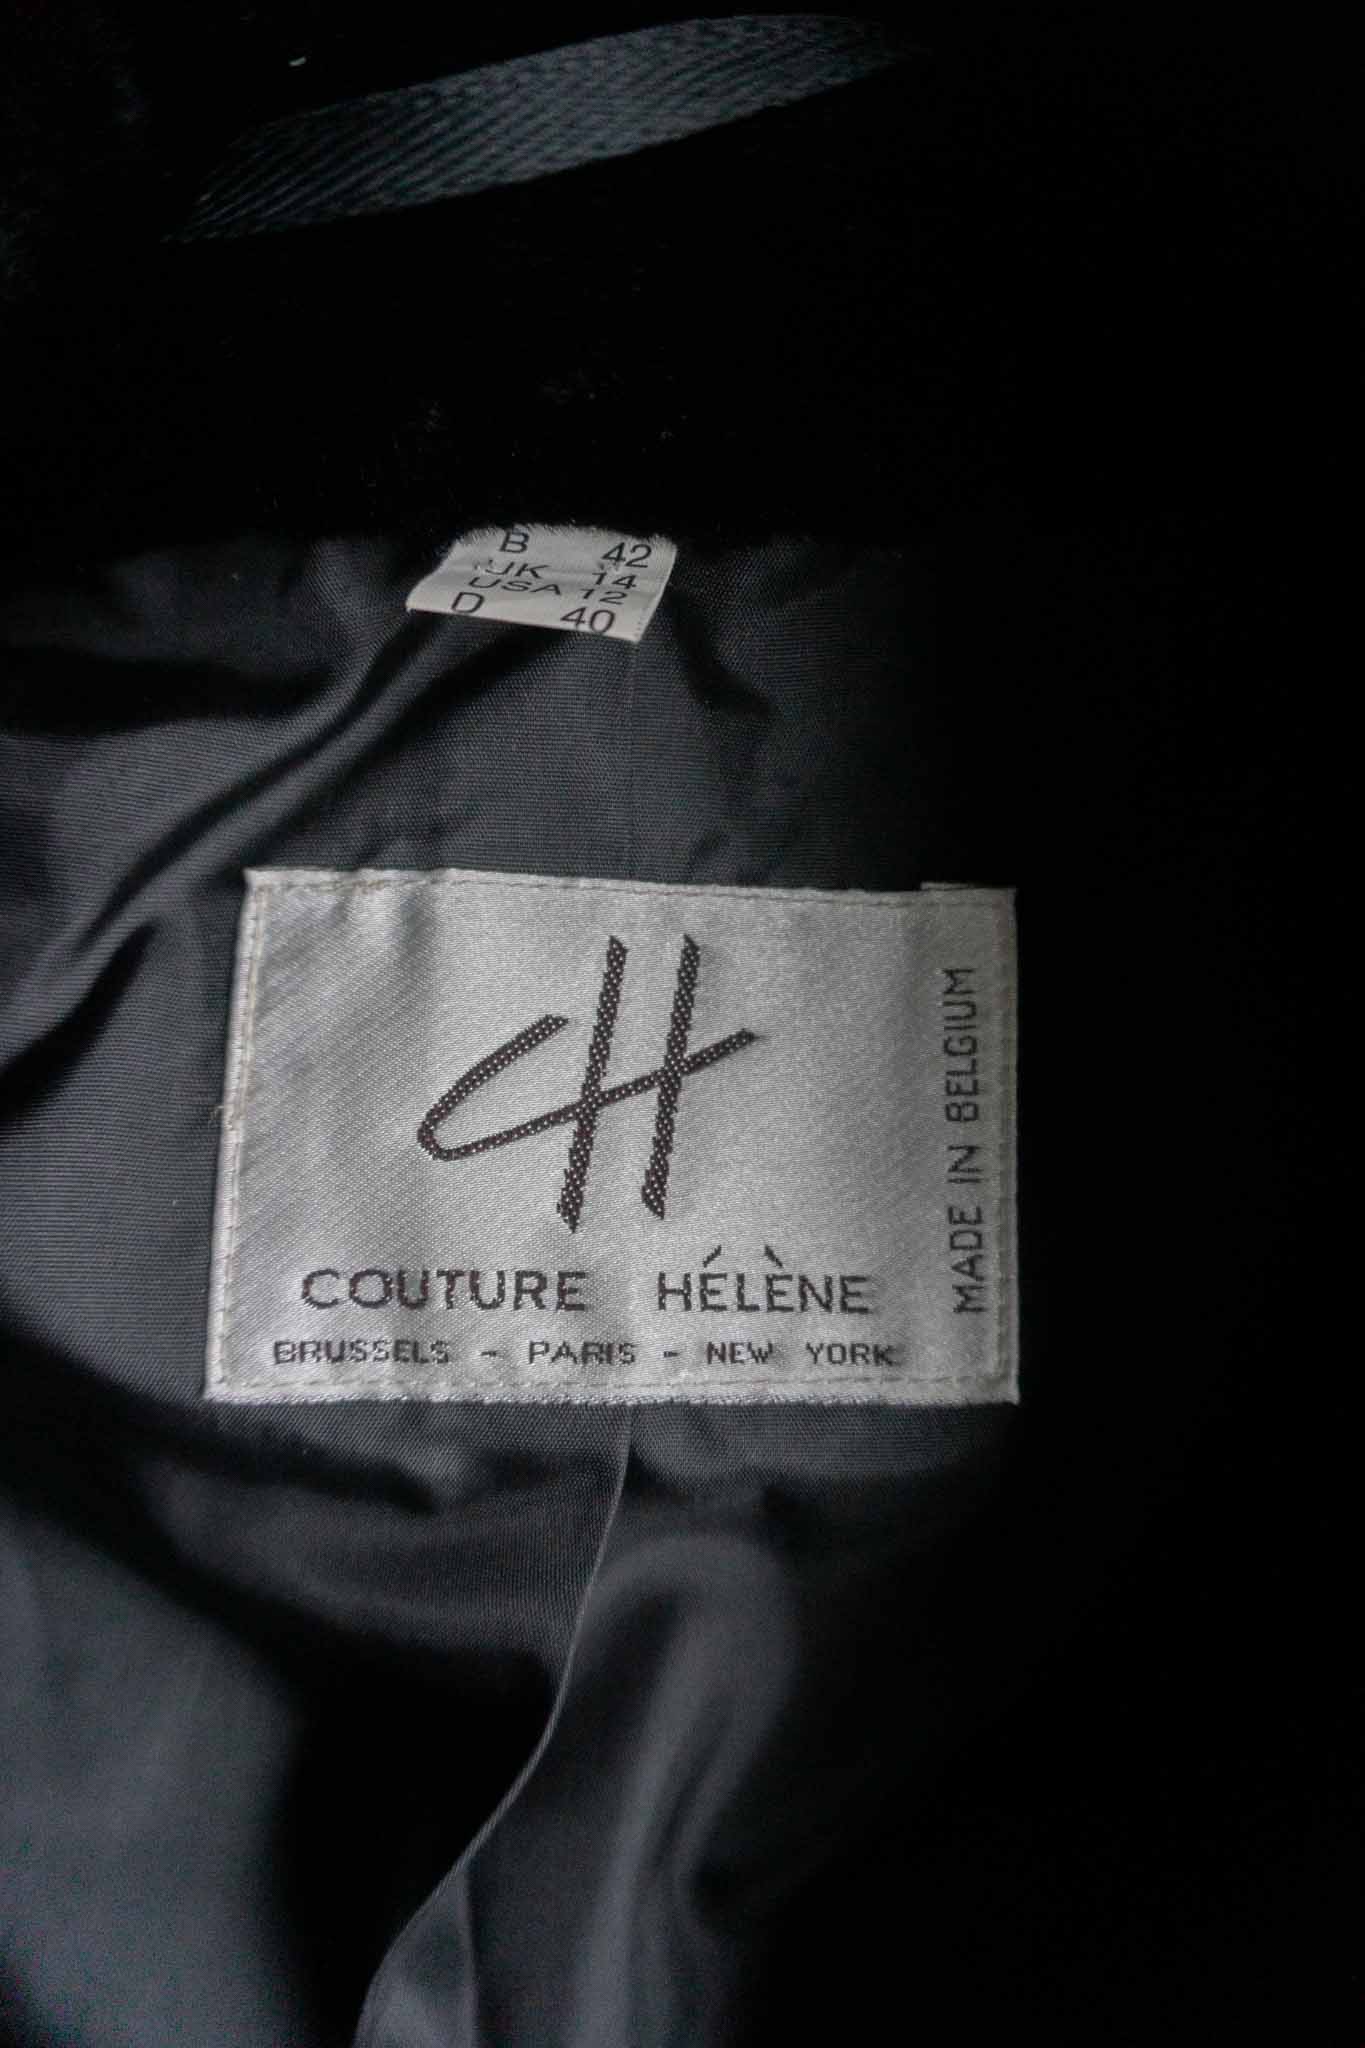 B 42
UK 14
USA 12
D 40
CH
COUTURE HÉLÈNE
BRUSSELS - PARIS - NEW YORK
MADE IN BELGIUM